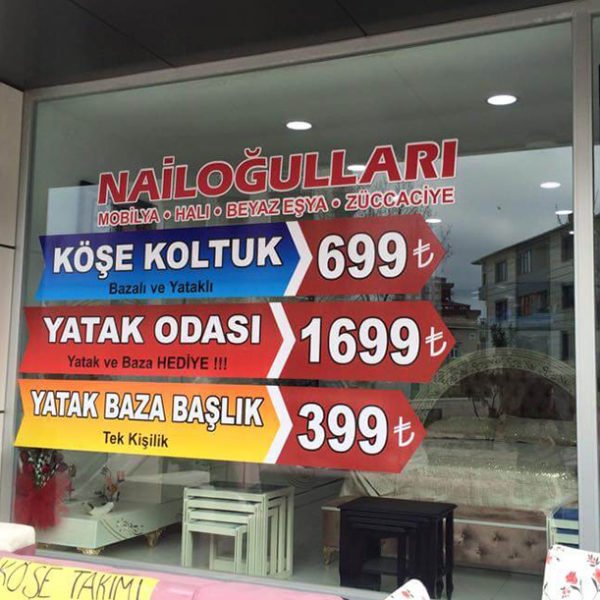 NAİLOĞULLARI
MOBİLYA • HALI • BEYAZ EŞYA • ZÜCCACİYE
KÖŞE KOLTUK 699 ₺
Bazalı ve Yataklı
YATAK ODASI 1699 ₺
Yatak ve Baza HEDİYE !!!
YATAK BAZA BAŞLIK 399 ₺
Tek Kişilik
KÖŞE TAKIMI